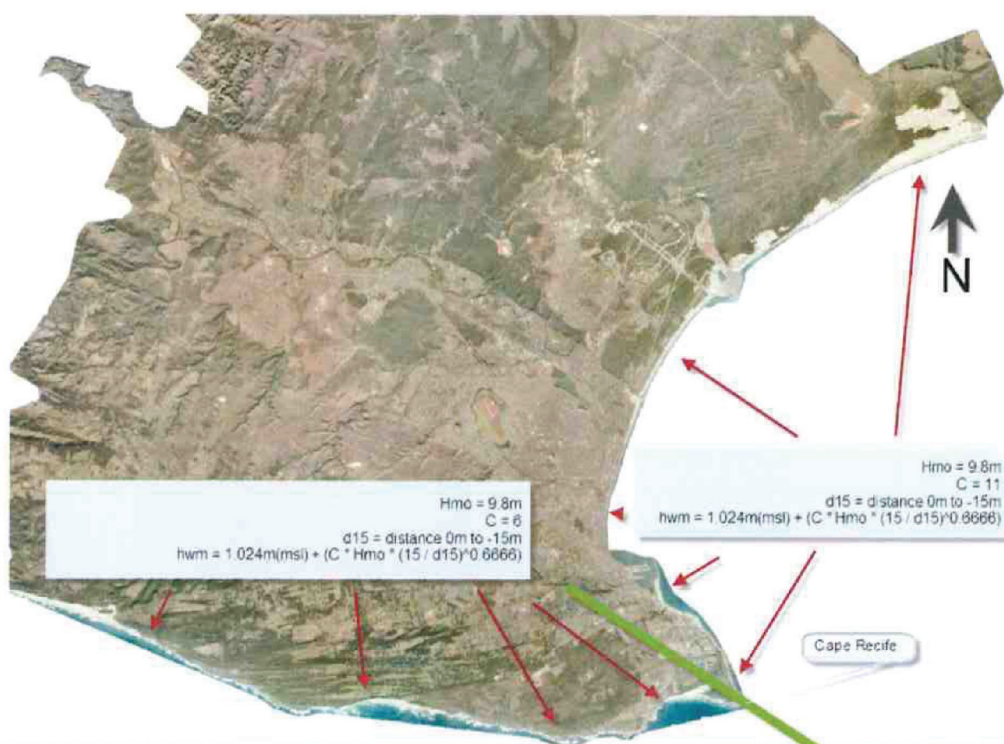 N
Hmo = 9.8m
C = 6
d15 = distance 0m to -15m
hwm = 1.024m(msl) + (C * Hmo * (15 / d15)^0.6666)
Hmo = 9.8m
C = 11
d15 = distance 0m to -15m
hwm = 1.024m(msl) + (C * Hmo * (15 / d15)^0.6666)
Cape Recife